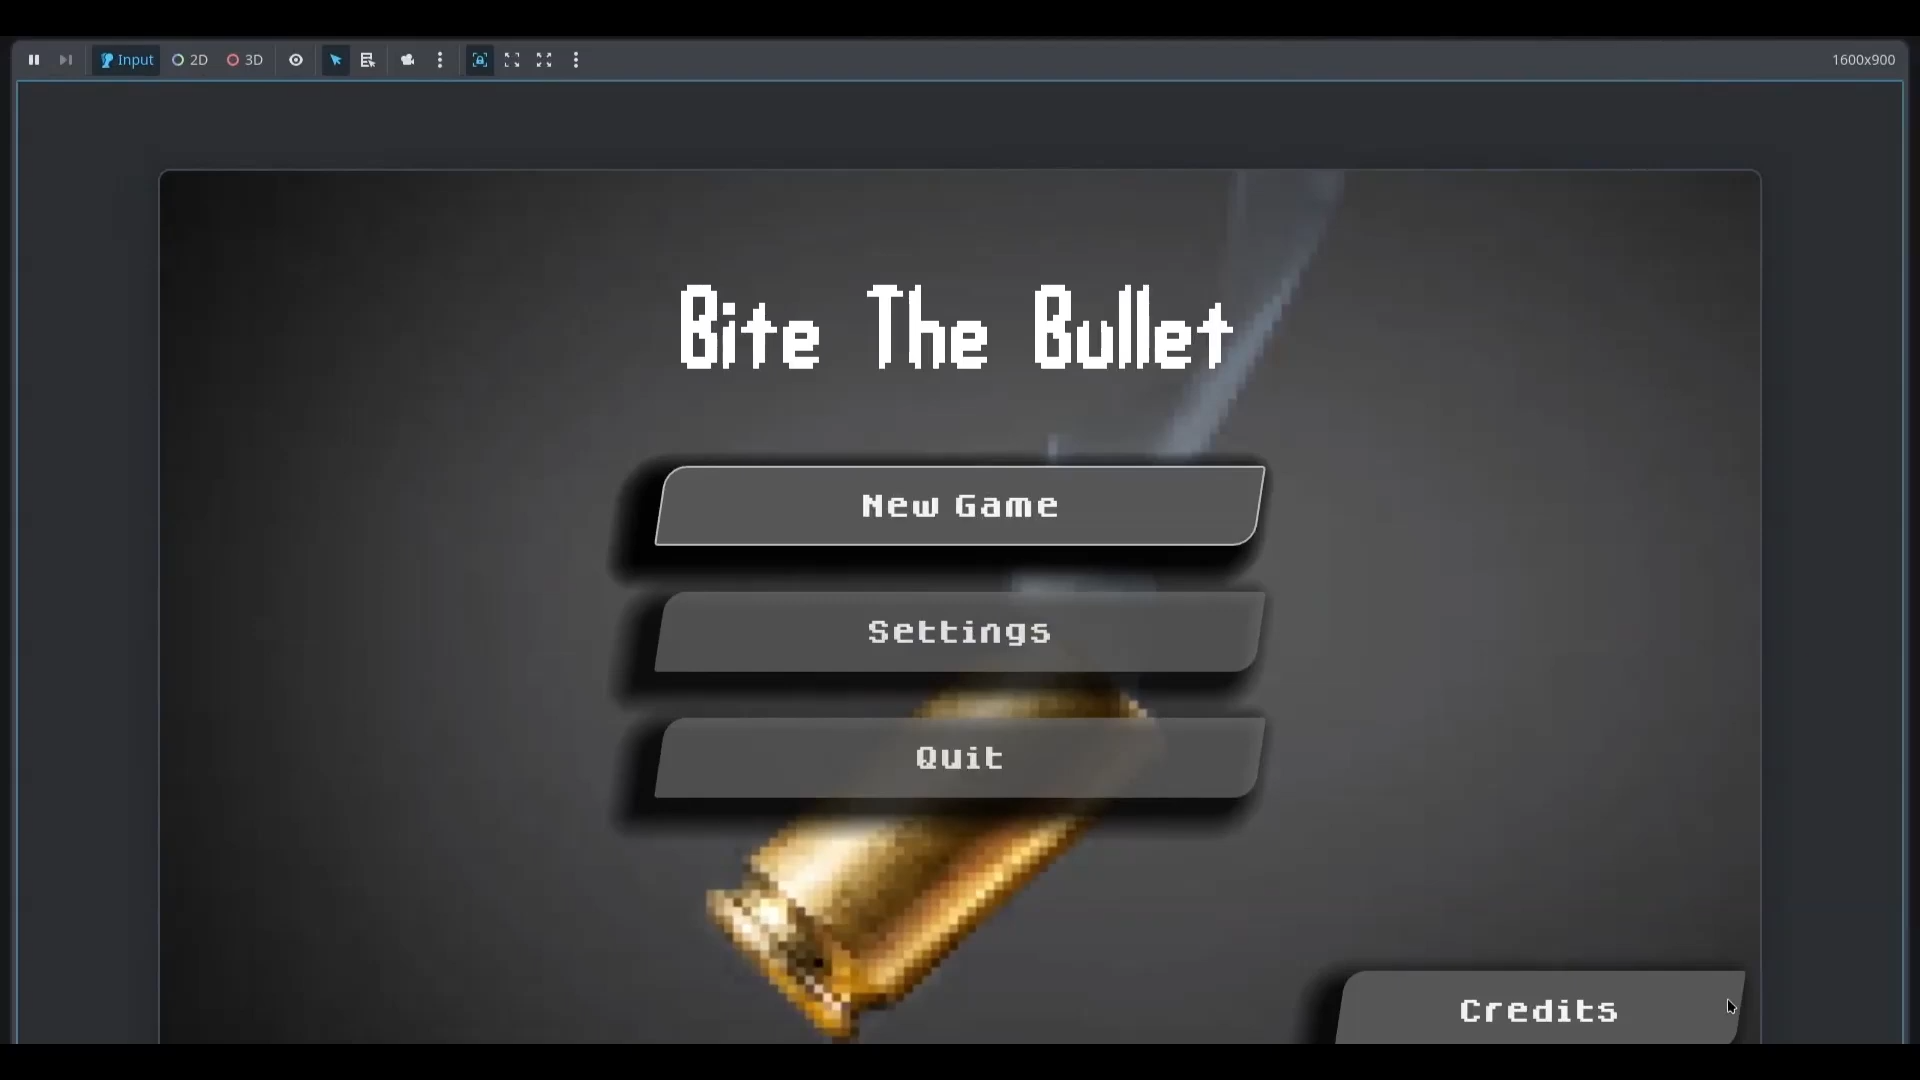 Input 2D 3D 1600x900
Bite The Bullet
New Game
Settings
Quit
Credits